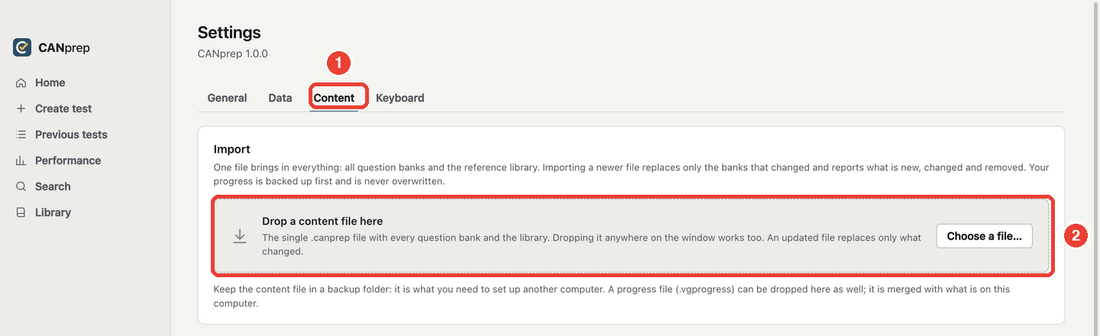 Settings
CANprep 1.0.0
CANprep
1
Home
Create test
Previous tests
Performance
Search
Library
General Data Content Keyboard
Import
One file brings in everything: all question banks and the reference library. Importing a newer file replaces only the banks that changed and reports what is new, changed and removed. Your
progress is backed up first and is never overwritten.
Drop a content file here
The single .canprep file with every question bank and the library. Dropping it anywhere on the window works too. An updated file replaces only what
changed.
Choose a file...
2
Keep the content file in a backup folder: it is what you need to set up another computer. A progress file (.vgprogress) can be dropped here as well; it is merged with what is on this
computer.